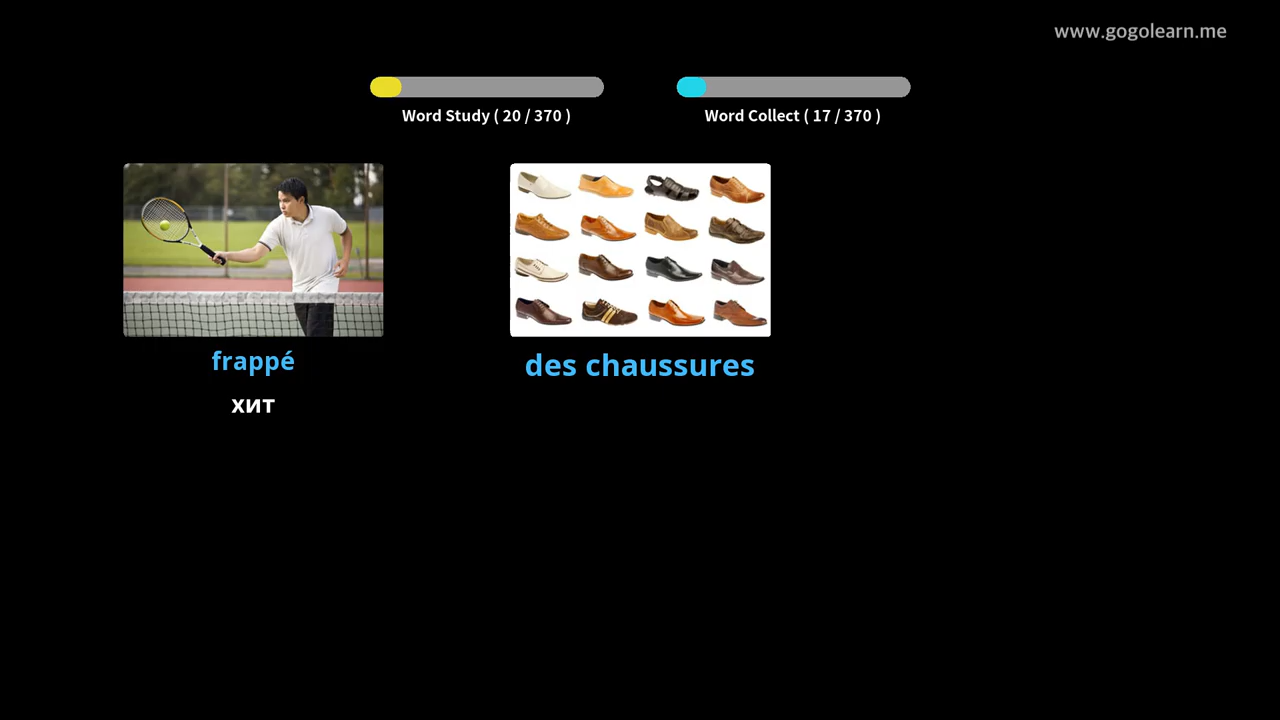 www.gogolearn.me
Word Study ( 20 / 370 )
Word Collect ( 17 / 370 )
frappé
хит
des chaussures